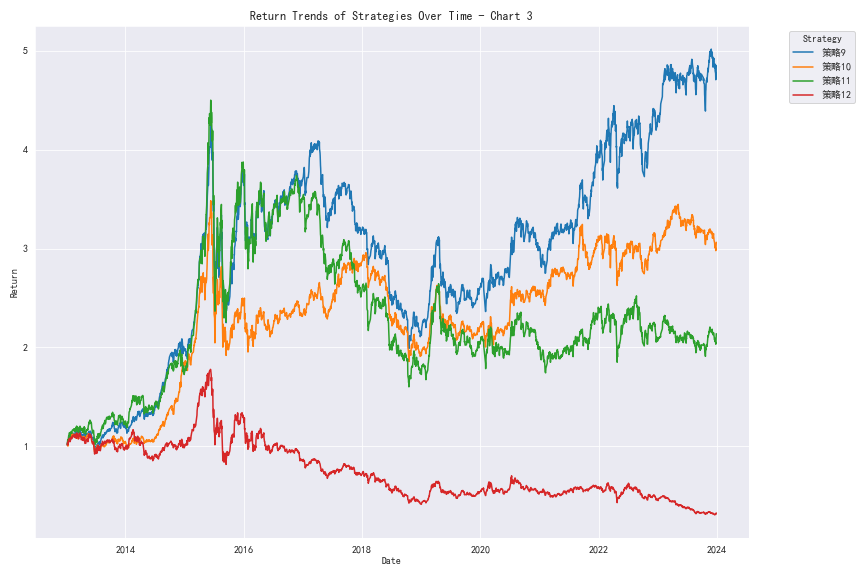 Return Trends of Strategies Over Time - Chart 3
Strategy
策略9
策略10
策略11
策略12
Return
5
4
3
2
1
2014 2016 2018 2020 2022 2024
Date